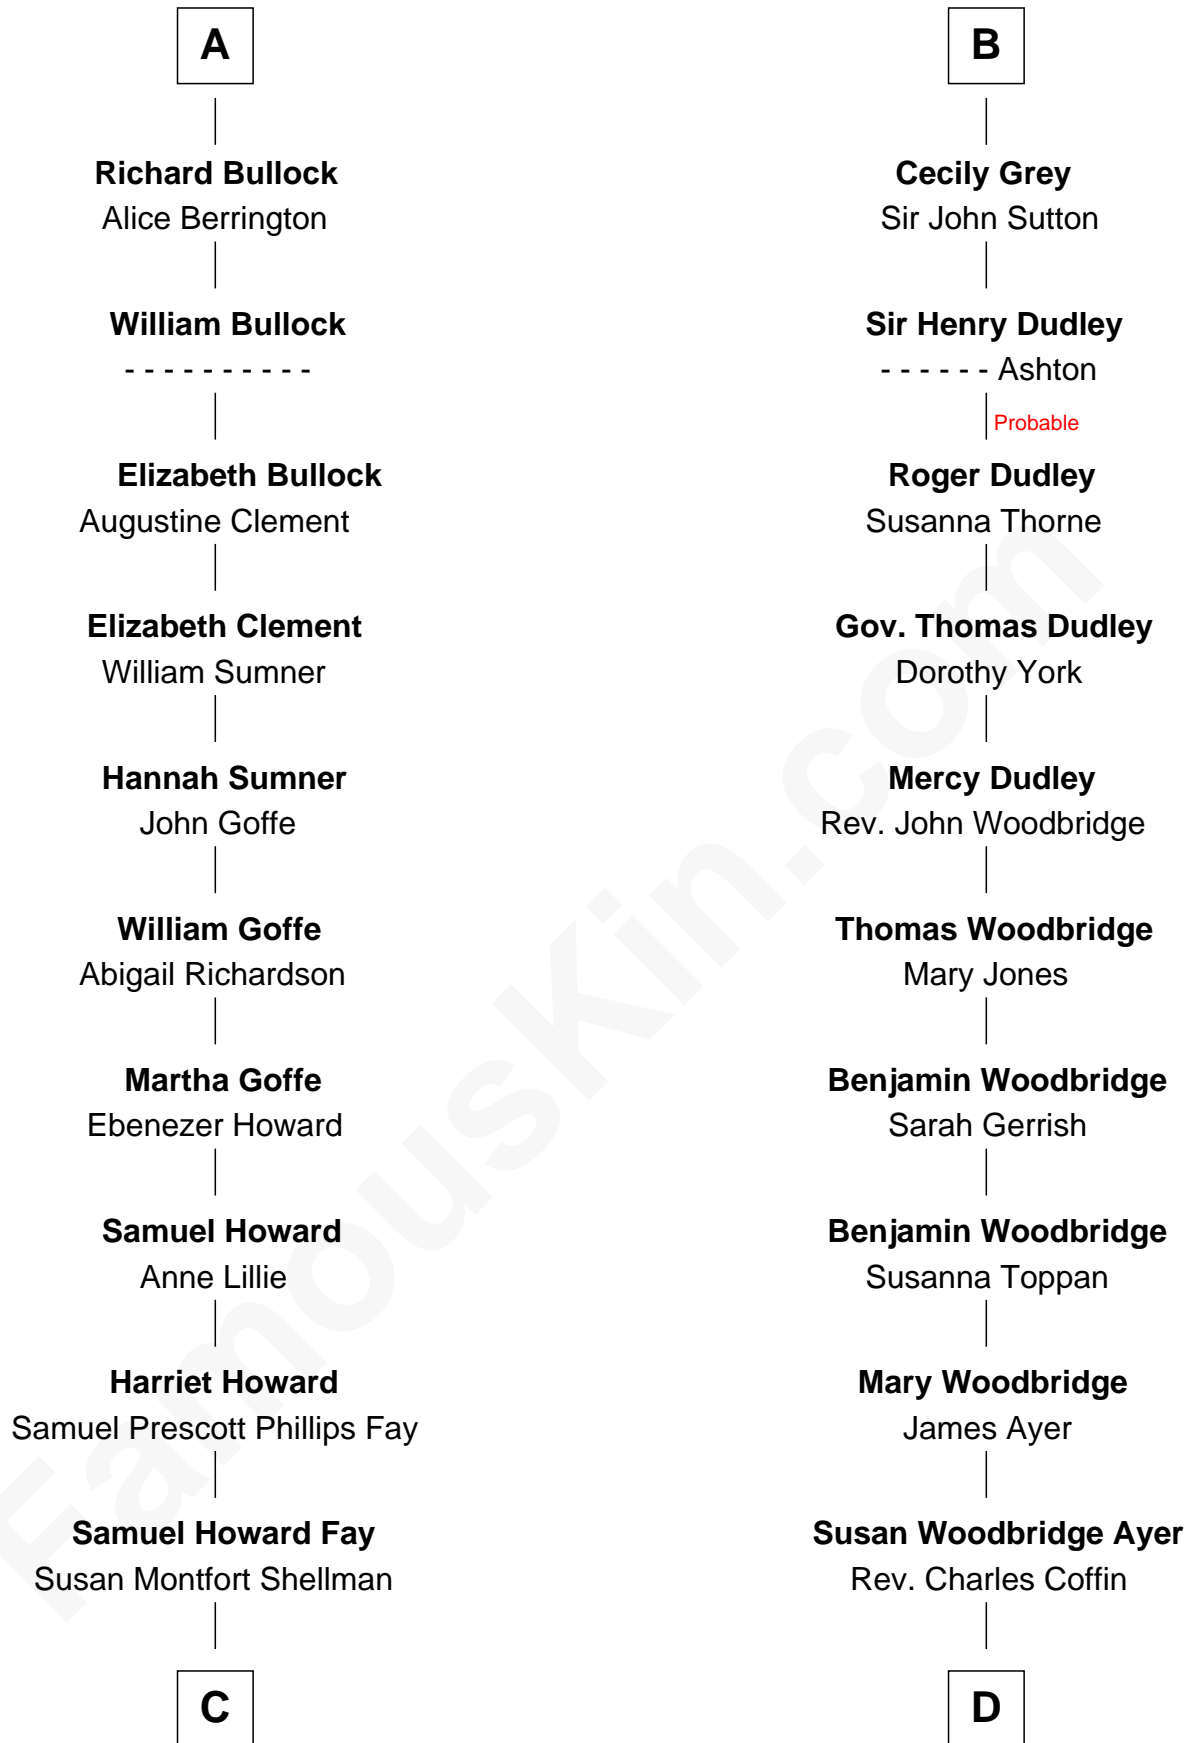 A
Richard Bullock
Alice Berrington
William Bullock
- - - - - - - - - -
Elizabeth Bullock
Augustine Clement
Elizabeth Clement
William Sumner
Hannah Sumner
John Goffe
William Goffe
Abigail Richardson
Martha Goffe
Ebenezer Howard
Samuel Howard
Anne Lillie
Harriet Howard
Samuel Prescott Phillips Fay
Samuel Howard Fay
Susan Montfort Shellman
C
B
Cecily Grey
Sir John Sutton
Sir Henry Dudley
- - - - - - Ashton
Probable
Roger Dudley
Susanna Thorne
Gov. Thomas Dudley
Dorothy York
Mercy Dudley
Rev. John Woodbridge
Thomas Woodbridge
Mary Jones
Benjamin Woodbridge
Sarah Gerrish
Benjamin Woodbridge
Susanna Toppan
Mary Woodbridge
James Ayer
Susan Woodbridge Ayer
Rev. Charles Coffin
D
FamousKin.com